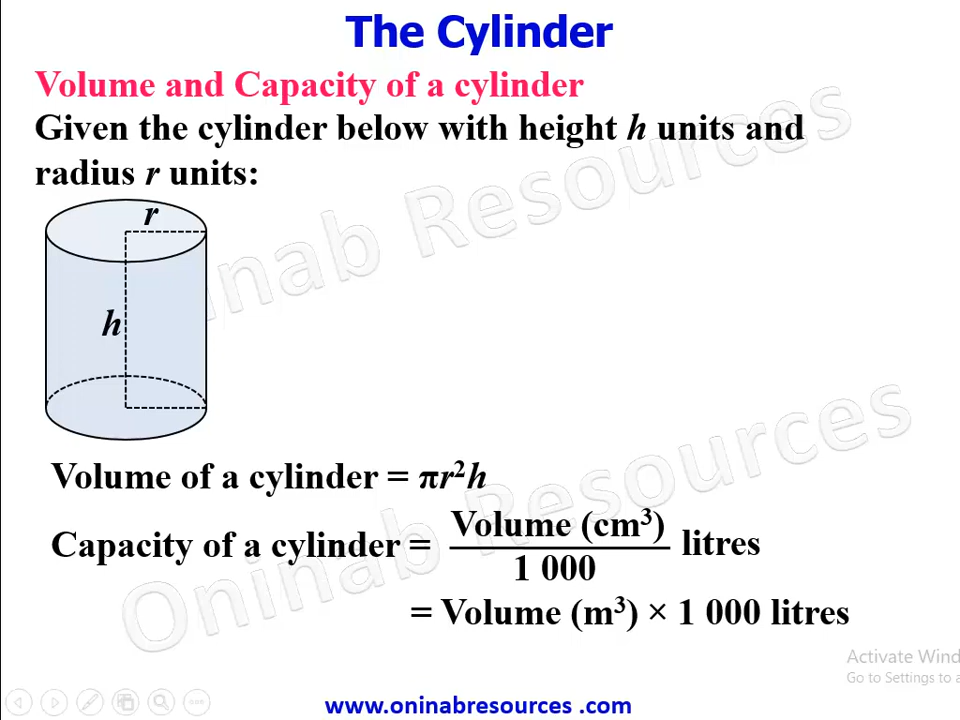 The Cylinder
Volume and Capacity of a cylinder
Given the cylinder below with height h units and
radius r units:
r
h
Volume of a cylinder = πr²h
Capacity of a cylinder = Volume (cm³) / 1 000 litres
= Volume (m³) × 1 000 litres
Oninab Resources
Oninab Resources
Activate Wind
Go to Settings to a
www.oninabresources .com